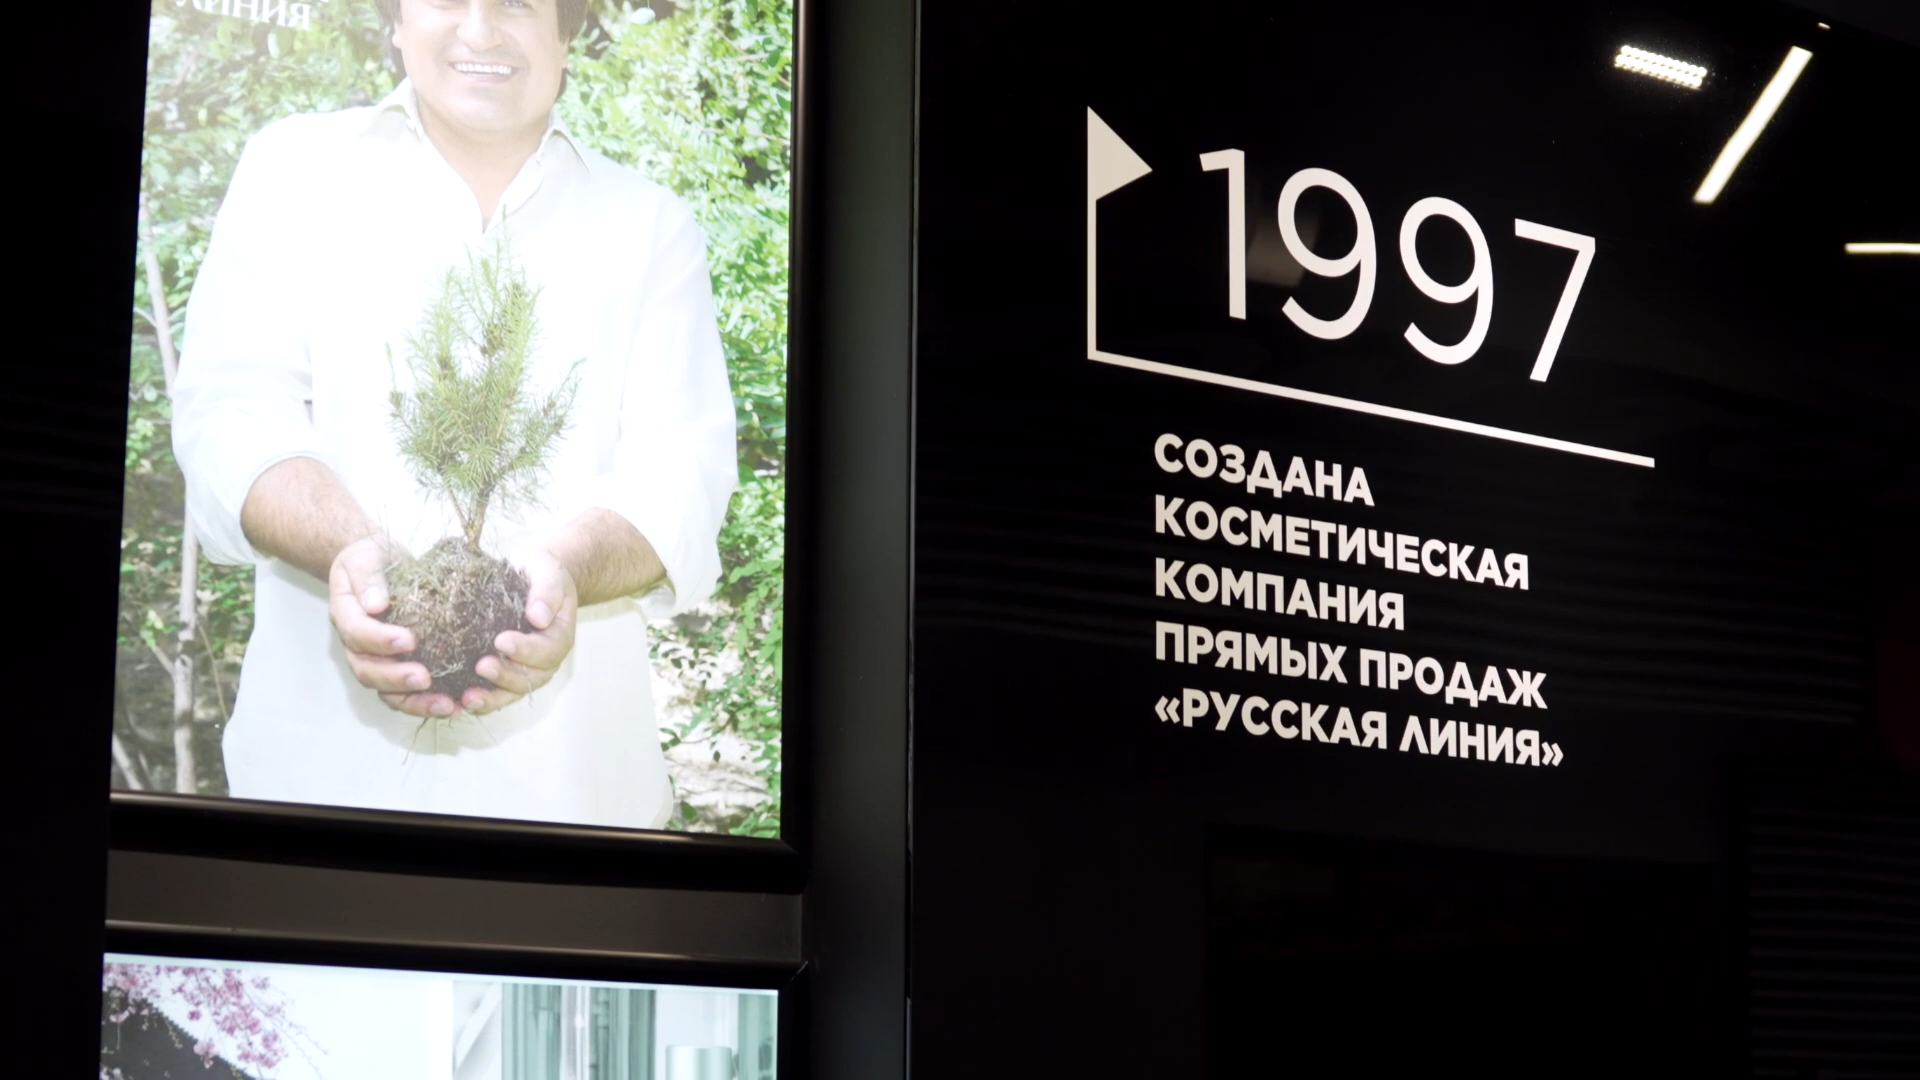 1997
СОЗДАНА
КОСМЕТИЧЕСКАЯ
КОМПАНИЯ
ПРЯМЫХ ПРОДАЖ
«РУССКАЯ ЛИНИЯ»